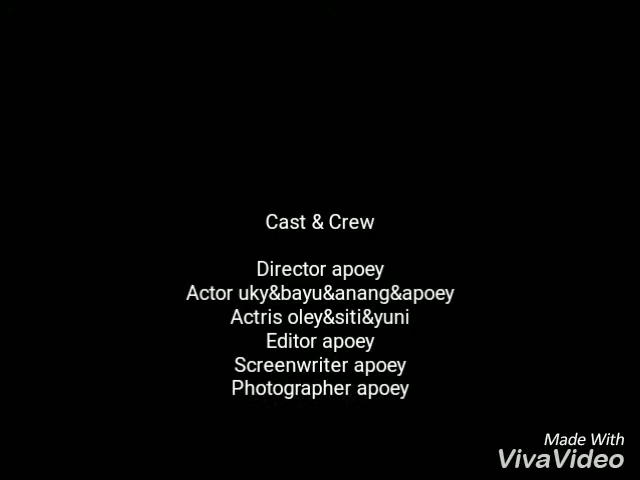 Cast & Crew
Director apoey
Actor uky&bayu&anang&apoey
Actris oley&siti&yuni
Editor apoey
Screenwriter apoey
Photographer apoey
Made With
VivaVideo